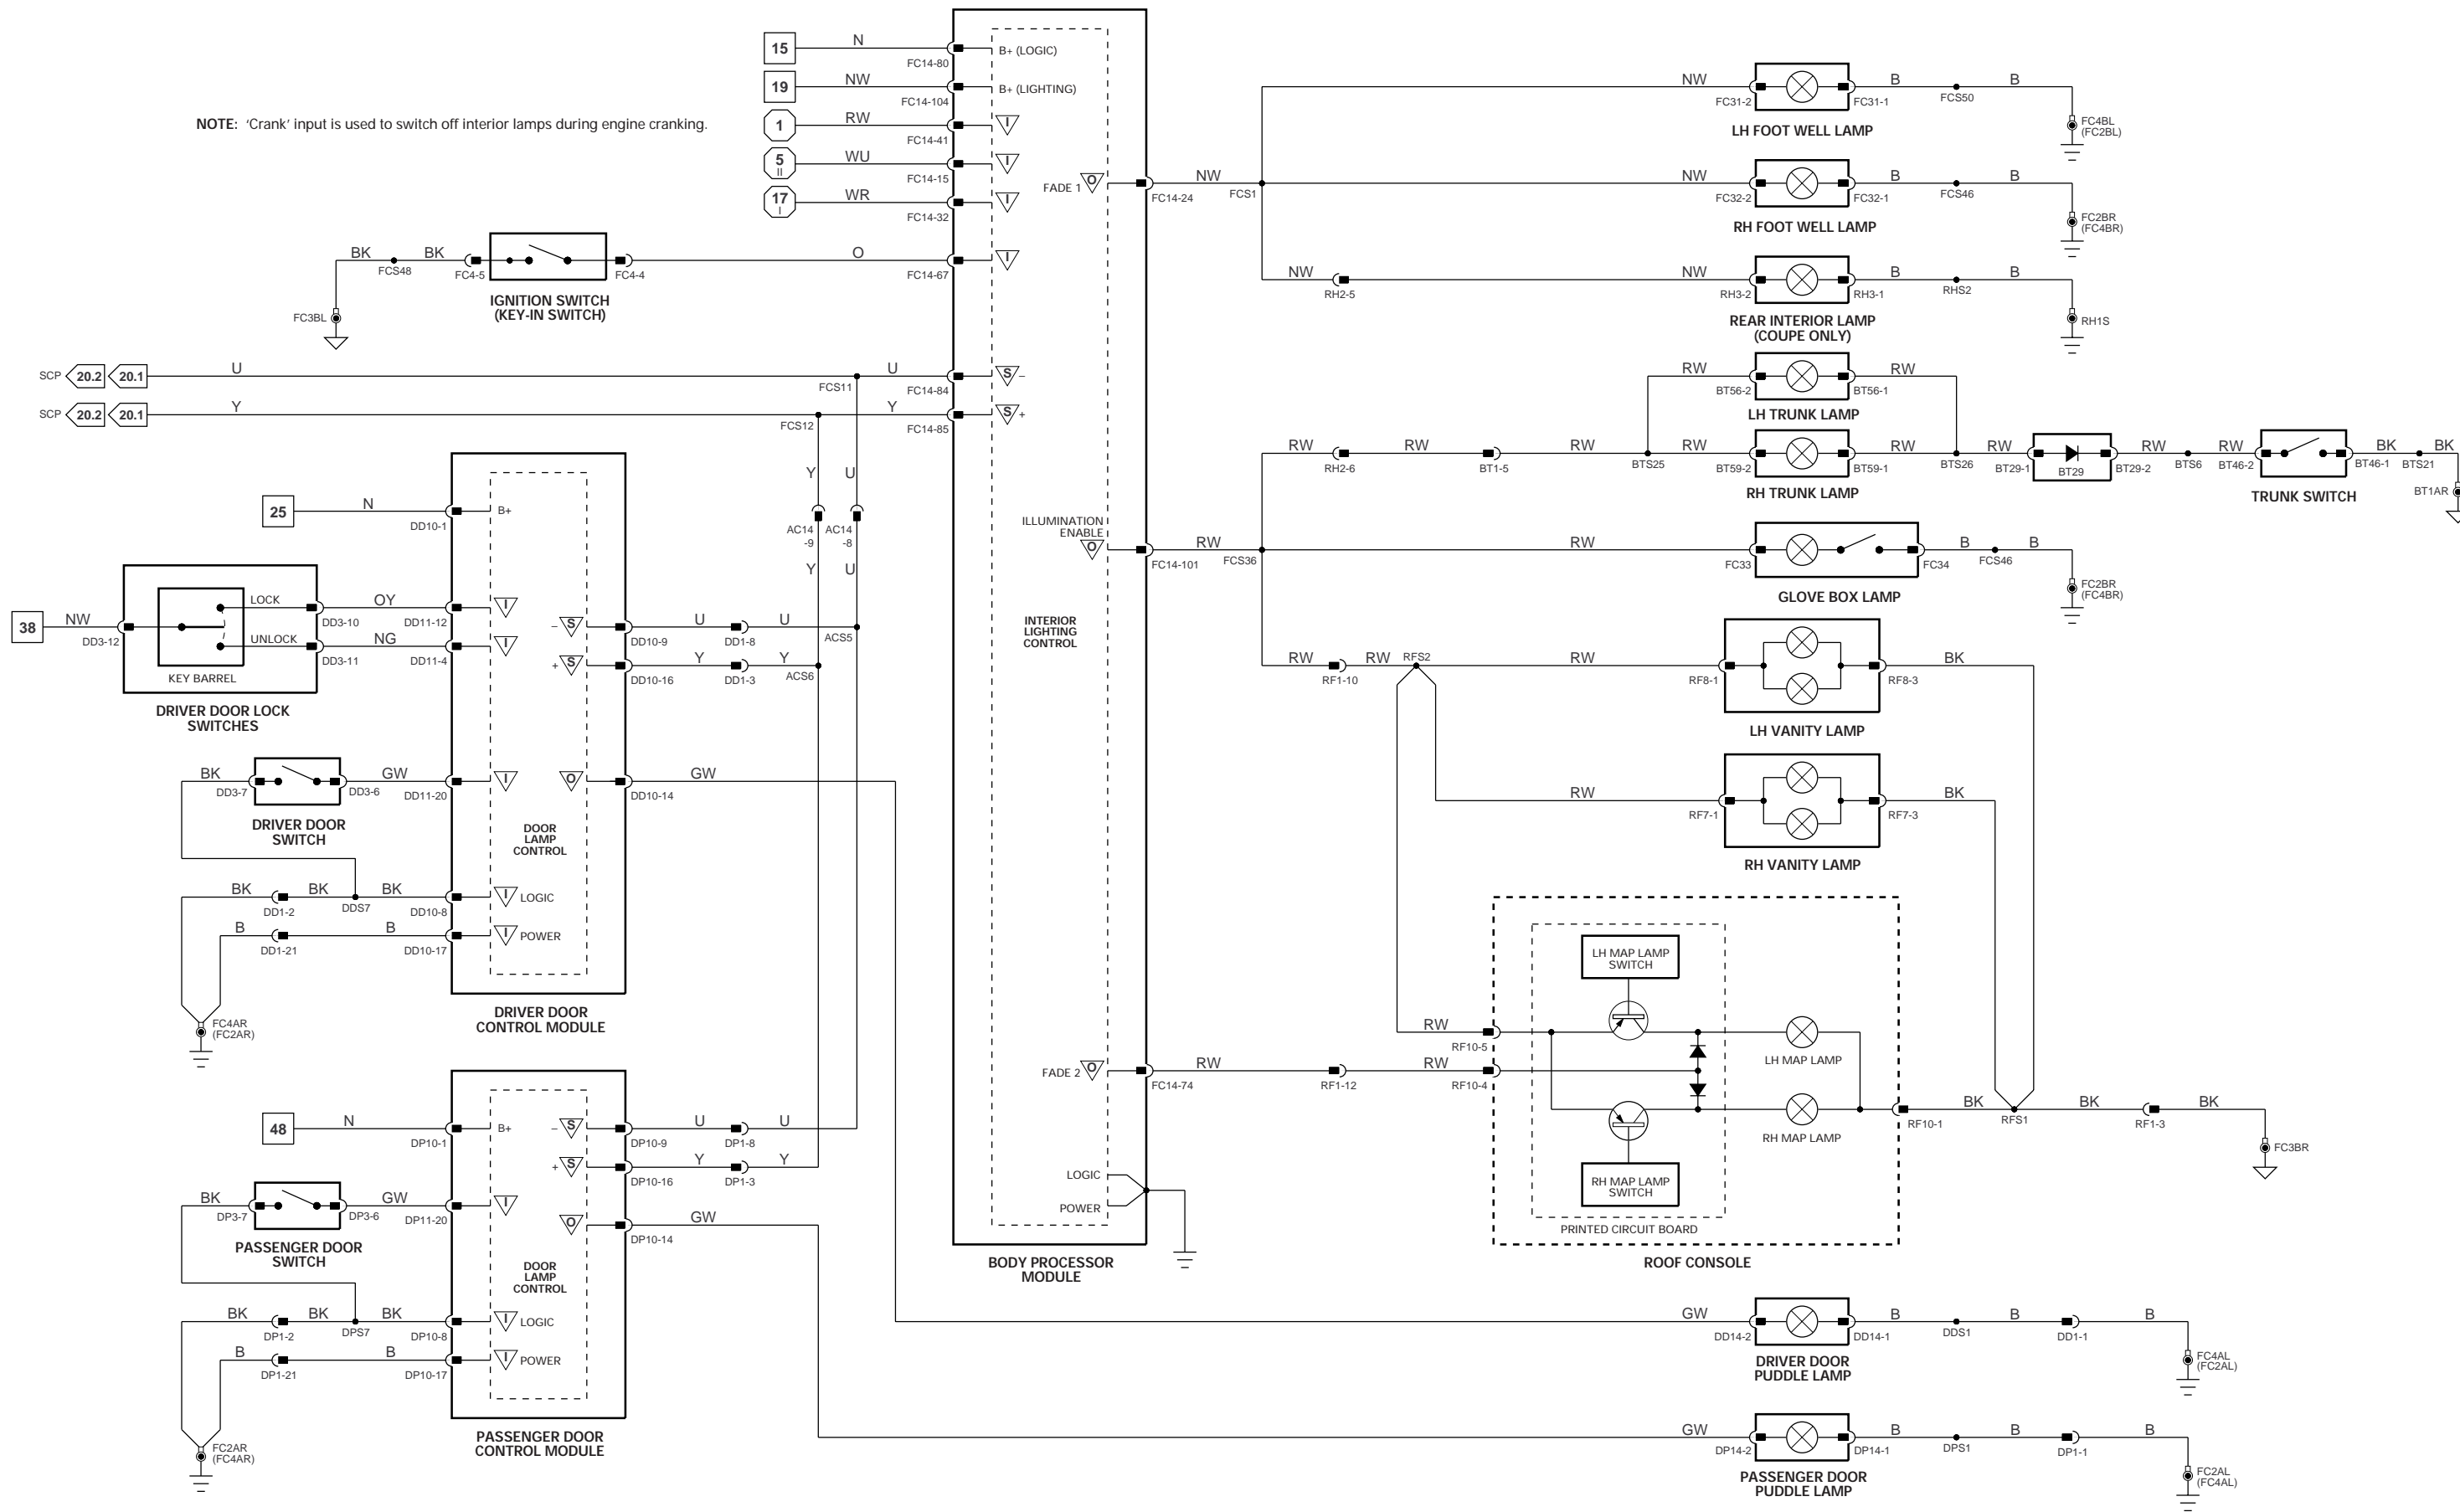 NOTE: ‘Crank’ input is used to switch off interior lamps during engine cranking.
15
N
FC14-80
B+ (LOGIC)
19
NW
FC14-104
B+ (LIGHTING)
1
RW
FC14-41
I
5
II
WU
FC14-15
I
17
I
WR
FC14-32
I
FC3BL
BK
FCS48
BK
FC4-5
FC4-4
O
FC14-67
I
IGNITION SWITCH
(KEY-IN SWITCH)
SCP
20.2
20.1
U
FCS11
U
FC14-84
S
–
SCP
20.2
20.1
Y
FCS12
Y
FC14-85
S
+
Y
U
AC14
-9
AC14
-8
Y
U
25
N
DD10-1
B+
38
NW
DD3-12
LOCK
UNLOCK
KEY BARREL
DD3-10
OY
DD11-12
I
DD3-11
NG
DD11-4
I
DRIVER DOOR LOCK
SWITCHES
–
S
DD10-9
U
DD1-8
U
ACS5
+
S
DD10-16
Y
DD1-3
Y
ACS6
BK
DD3-7
DD3-6
GW
DD11-20
I
DRIVER DOOR
SWITCH
O
DD10-14
GW
DOOR
LAMP
CONTROL
BK
DD1-2
BK
DDS7
BK
DD10-8
I
LOGIC
B
DD1-21
B
DD10-17
I
POWER
FC4AR
(FC2AR)
DRIVER DOOR
CONTROL MODULE
48
N
DP10-1
B+
–
S
DP10-9
U
DP1-8
U
+
S
DP10-16
Y
DP1-3
Y
BK
DP3-7
DP3-6
GW
DP11-20
I
PASSENGER DOOR
SWITCH
O
DP10-14
GW
DOOR
LAMP
CONTROL
BK
DP1-2
BK
DPS7
BK
DP10-8
I
LOGIC
B
DP1-21
B
DP10-17
I
POWER
FC2AR
(FC4AR)
PASSENGER DOOR
CONTROL MODULE
FADE 1
O
FC14-24
NW
FCS1
ILLUMINATION
ENABLE
O
FC14-101
RW
FCS36
INTERIOR
LIGHTING
CONTROL
FADE 2
O
FC14-74
RW
RF1-12
RW
RF10-4
LOGIC
POWER
BODY PROCESSOR
MODULE
NW
FC31-2
FC31-1
B
FCS50
B
FC4BL
(FC2BL)
LH FOOT WELL LAMP
NW
FC32-2
FC32-1
B
FCS46
B
FC2BR
(FC4BR)
RH FOOT WELL LAMP
NW
RH2-5
NW
RH3-2
RH3-1
B
RHS2
B
RH1S
REAR INTERIOR LAMP
(COUPE ONLY)
RW
BT56-2
BT56-1
RW
LH TRUNK LAMP
RW
RH2-6
RW
BT1-5
RW
BTS25
RW
BT59-2
BT59-1
RW
BTS26
RW
BT29-1
BT29
BT29-2
RW
BTS6
RW
BT46-2
BT46-1
BK
BTS21
BK
BT1AR
RH TRUNK LAMP
TRUNK SWITCH
RW
FC33
FC34
B
FCS46
B
FC2BR
(FC4BR)
GLOVE BOX LAMP
RW
RF1-10
RW
RFS2
RW
RF8-1
RF8-3
BK
LH VANITY LAMP
RW
RF7-1
RF7-3
BK
RH VANITY LAMP
LH MAP LAMP
SWITCH
RW
RF10-5
LH MAP LAMP
RH MAP LAMP
RF10-1
BK
RFS1
BK
RF1-3
BK
FC3BR
RH MAP LAMP
SWITCH
PRINTED CIRCUIT BOARD
ROOF CONSOLE
GW
DD14-2
DD14-1
B
DDS1
B
DD1-1
B
FC4AL
(FC2AL)
DRIVER DOOR
PUDDLE LAMP
GW
DP14-2
DP14-1
B
DPS1
B
DP1-1
B
FC2AL
(FC4AL)
PASSENGER DOOR
PUDDLE LAMP